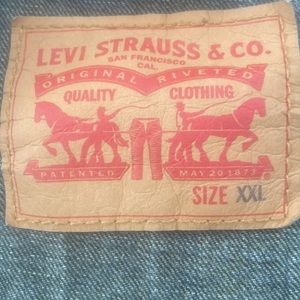 LEVI STRAUSS & CO.
SAN FRANCISCO
CAL.
ORIGINAL RIVETED
QUALITY CLOTHING
PATENTED MAY 20 1873
SIZE XXL